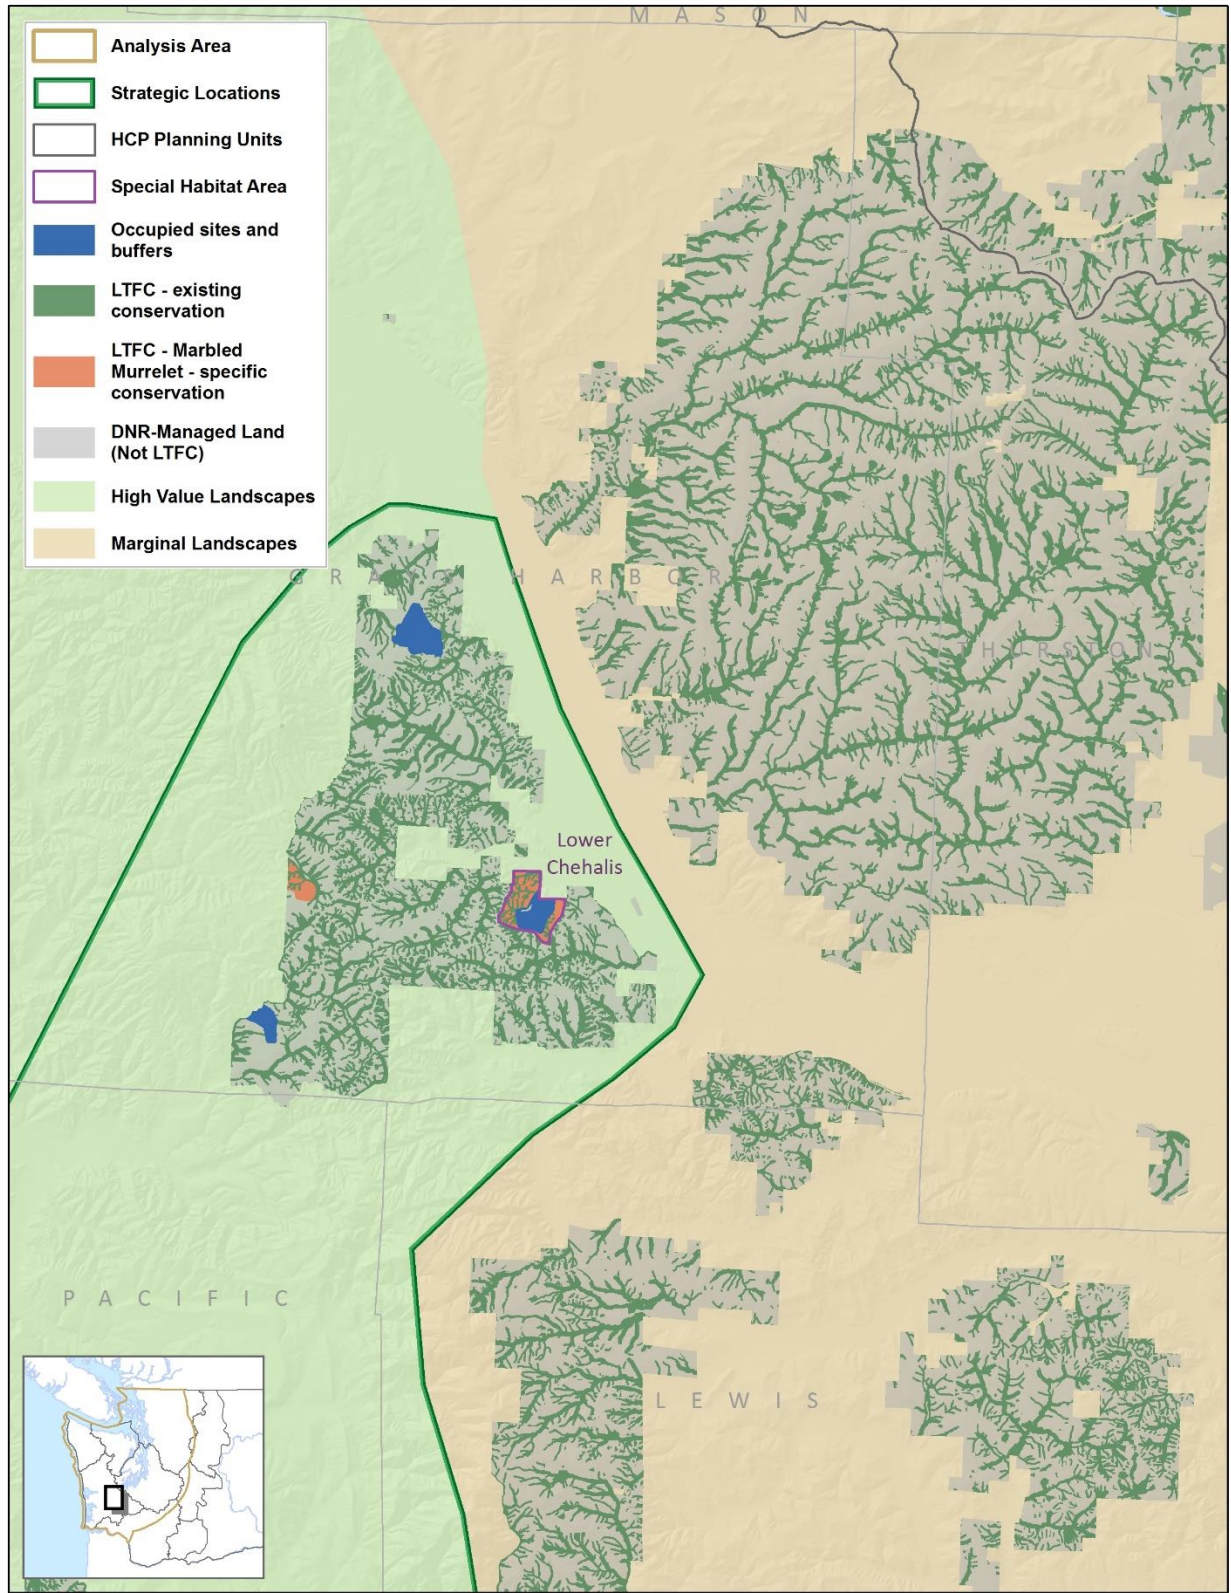 M A S O N
Analysis Area
Strategic Locations
HCP Planning Units
Special Habitat Area
Occupied sites and
buffers
LTFC - existing
conservation
LTFC - Marbled
Murrelet - specific
conservation
DNR-Managed Land
(Not LTFC)
High Value Landscapes
Marginal Landscapes
G R A Y S H A R B O R
T H U R S T O N
Lower
Chehalis
P A C I F I C
L E W I S